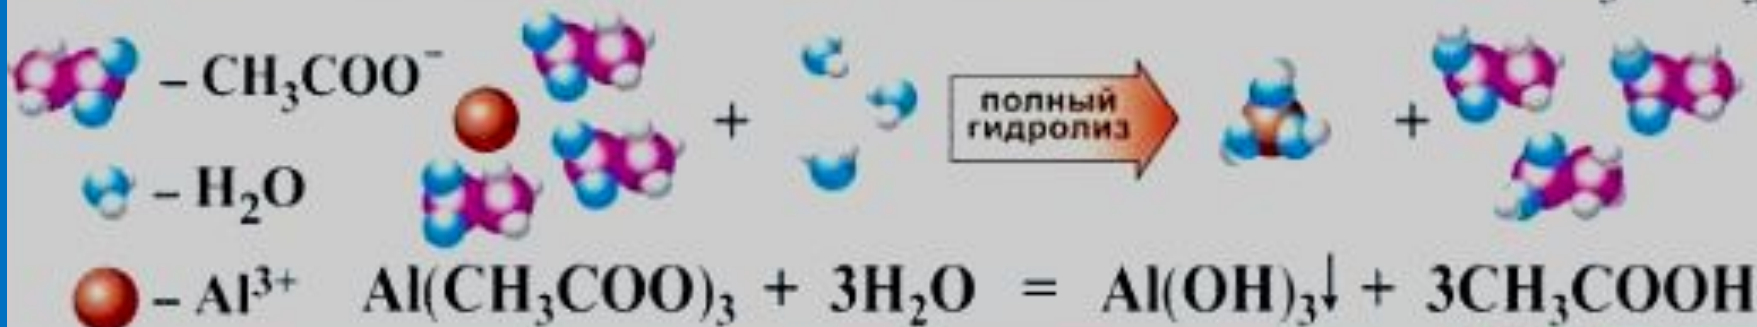 – CH₃COO⁻
+
полный
гидролиз
+
– H₂O
– Al³⁺
Al(CH₃COO)₃ + 3H₂O = Al(OH)₃↓ + 3CH₃COOH